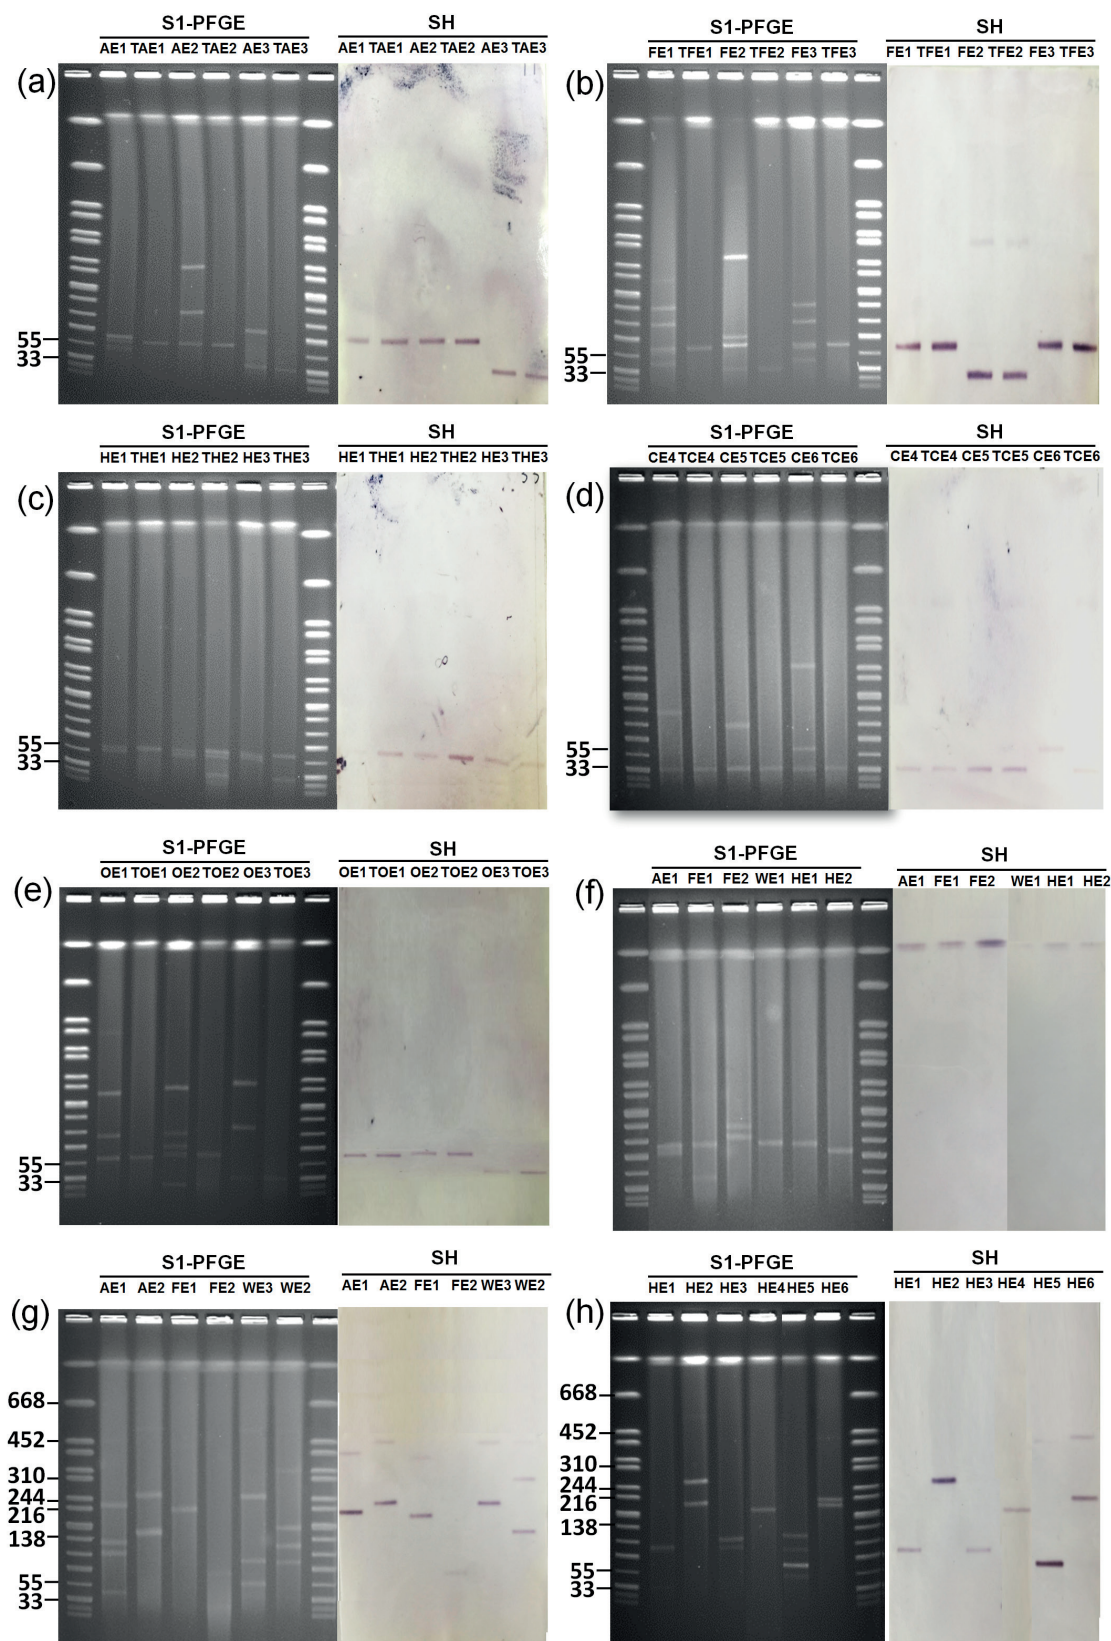 S1-PFGE SH
AE1 TAE1 AE2 TAE2 AE3 TAE3 AE1 TAE1 AE2 TAE2 AE3 TAE3
(a)
55
33
S1-PFGE SH
FE1 TFE1 FE2 TFE2 FE3 TFE3 FE1 TFE1 FE2 TFE2 FE3 TFE3
(b)
55
33
S1-PFGE SH
HE1 THE1 HE2 THE2 HE3 THE3 HE1 THE1 HE2 THE2 HE3 THE3
(c)
55
33
S1-PFGE SH
CE4 TCE4 CE5 TCE5 CE6 TCE6 CE4 TCE4 CE5 TCE5 CE6 TCE6
(d)
55
33
S1-PFGE SH
OE1 TOE1 OE2 TOE2 OE3 TOE3 OE1 TOE1 OE2 TOE2 OE3 TOE3
(e)
55
33
S1-PFGE SH
AE1 FE1 FE2 WE1 HE1 HE2 AE1 FE1 FE2 WE1 HE1 HE2
(f)
S1-PFGE SH
AE1 AE2 FE1 FE2 WE3 WE2 AE1 AE2 FE1 FE2 WE3 WE2
(g)
668
452
310
244
216
138
55
33
S1-PFGE SH
HE1 HE2 HE3 HE4 HE5 HE6 HE1 HE2 HE3 HE4 HE5 HE6
(h)
668
452
310
244
216
138
55
33